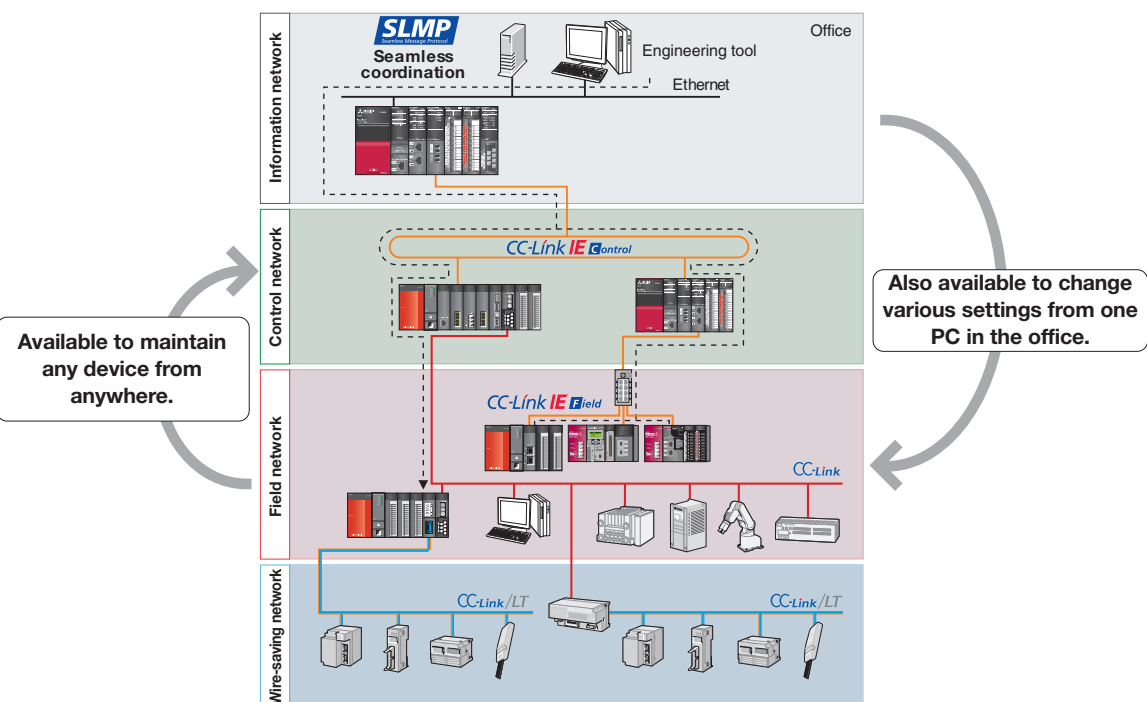 Information network
SLMP
Seamless Message Protocol
Seamless
coordination
Engineering tool
Office
Ethernet
Control network
CC-Link IE Control
Available to maintain
any device from
anywhere.
Also available to change
various settings from one
PC in the office.
Field network
CC-Link IE Field
CC-Link
Wire-saving network
CC-Link/LT
CC-Link/LT